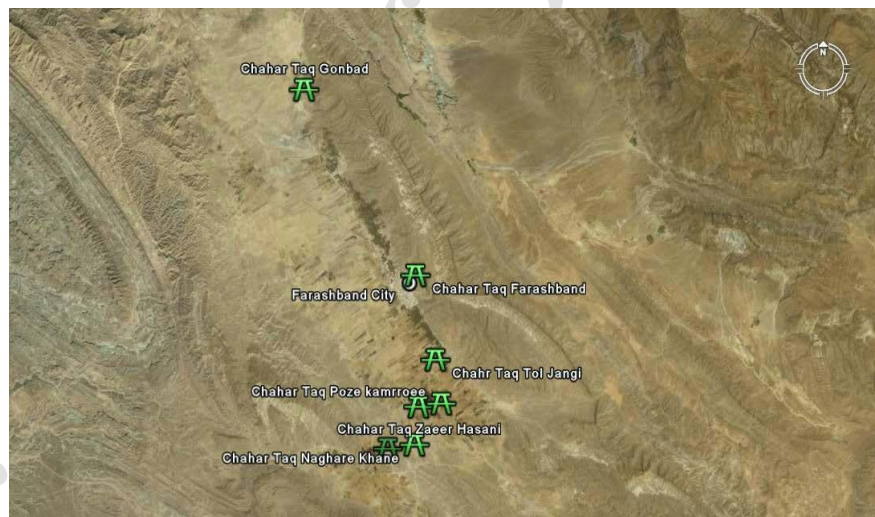 N
Chahar Taq Gonbad
Chahar Taq Farashband
Farashband City
Chahr Taq Tol Jangi
Chahar Taq Poze kamrroee
Chahar Taq Zaeer Hasani
Chahar Taq Naghare Khane